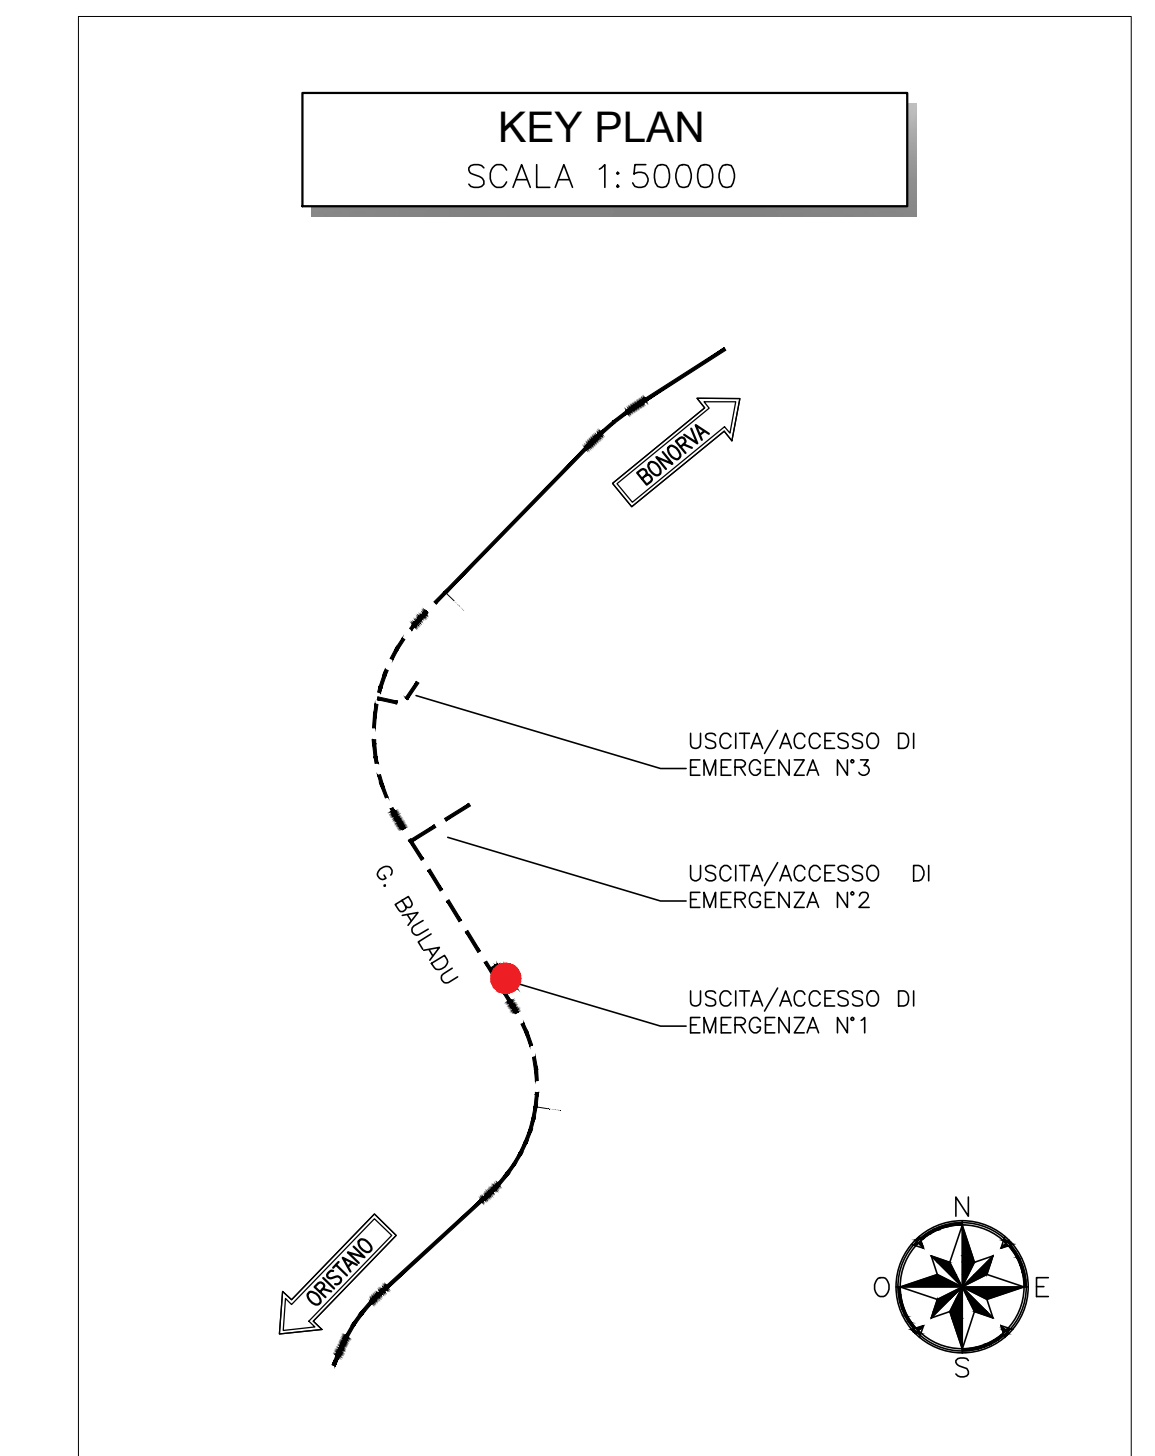 KEY PLAN
SCALA 1:50000
BONORVA
USCITA/ACCESSO DI
EMERGENZA N°3
USCITA/ACCESSO DI
EMERGENZA N°2
G. BAULADU
USCITA/ACCESSO DI
EMERGENZA N°1
ORISTANO
N
O
E
S